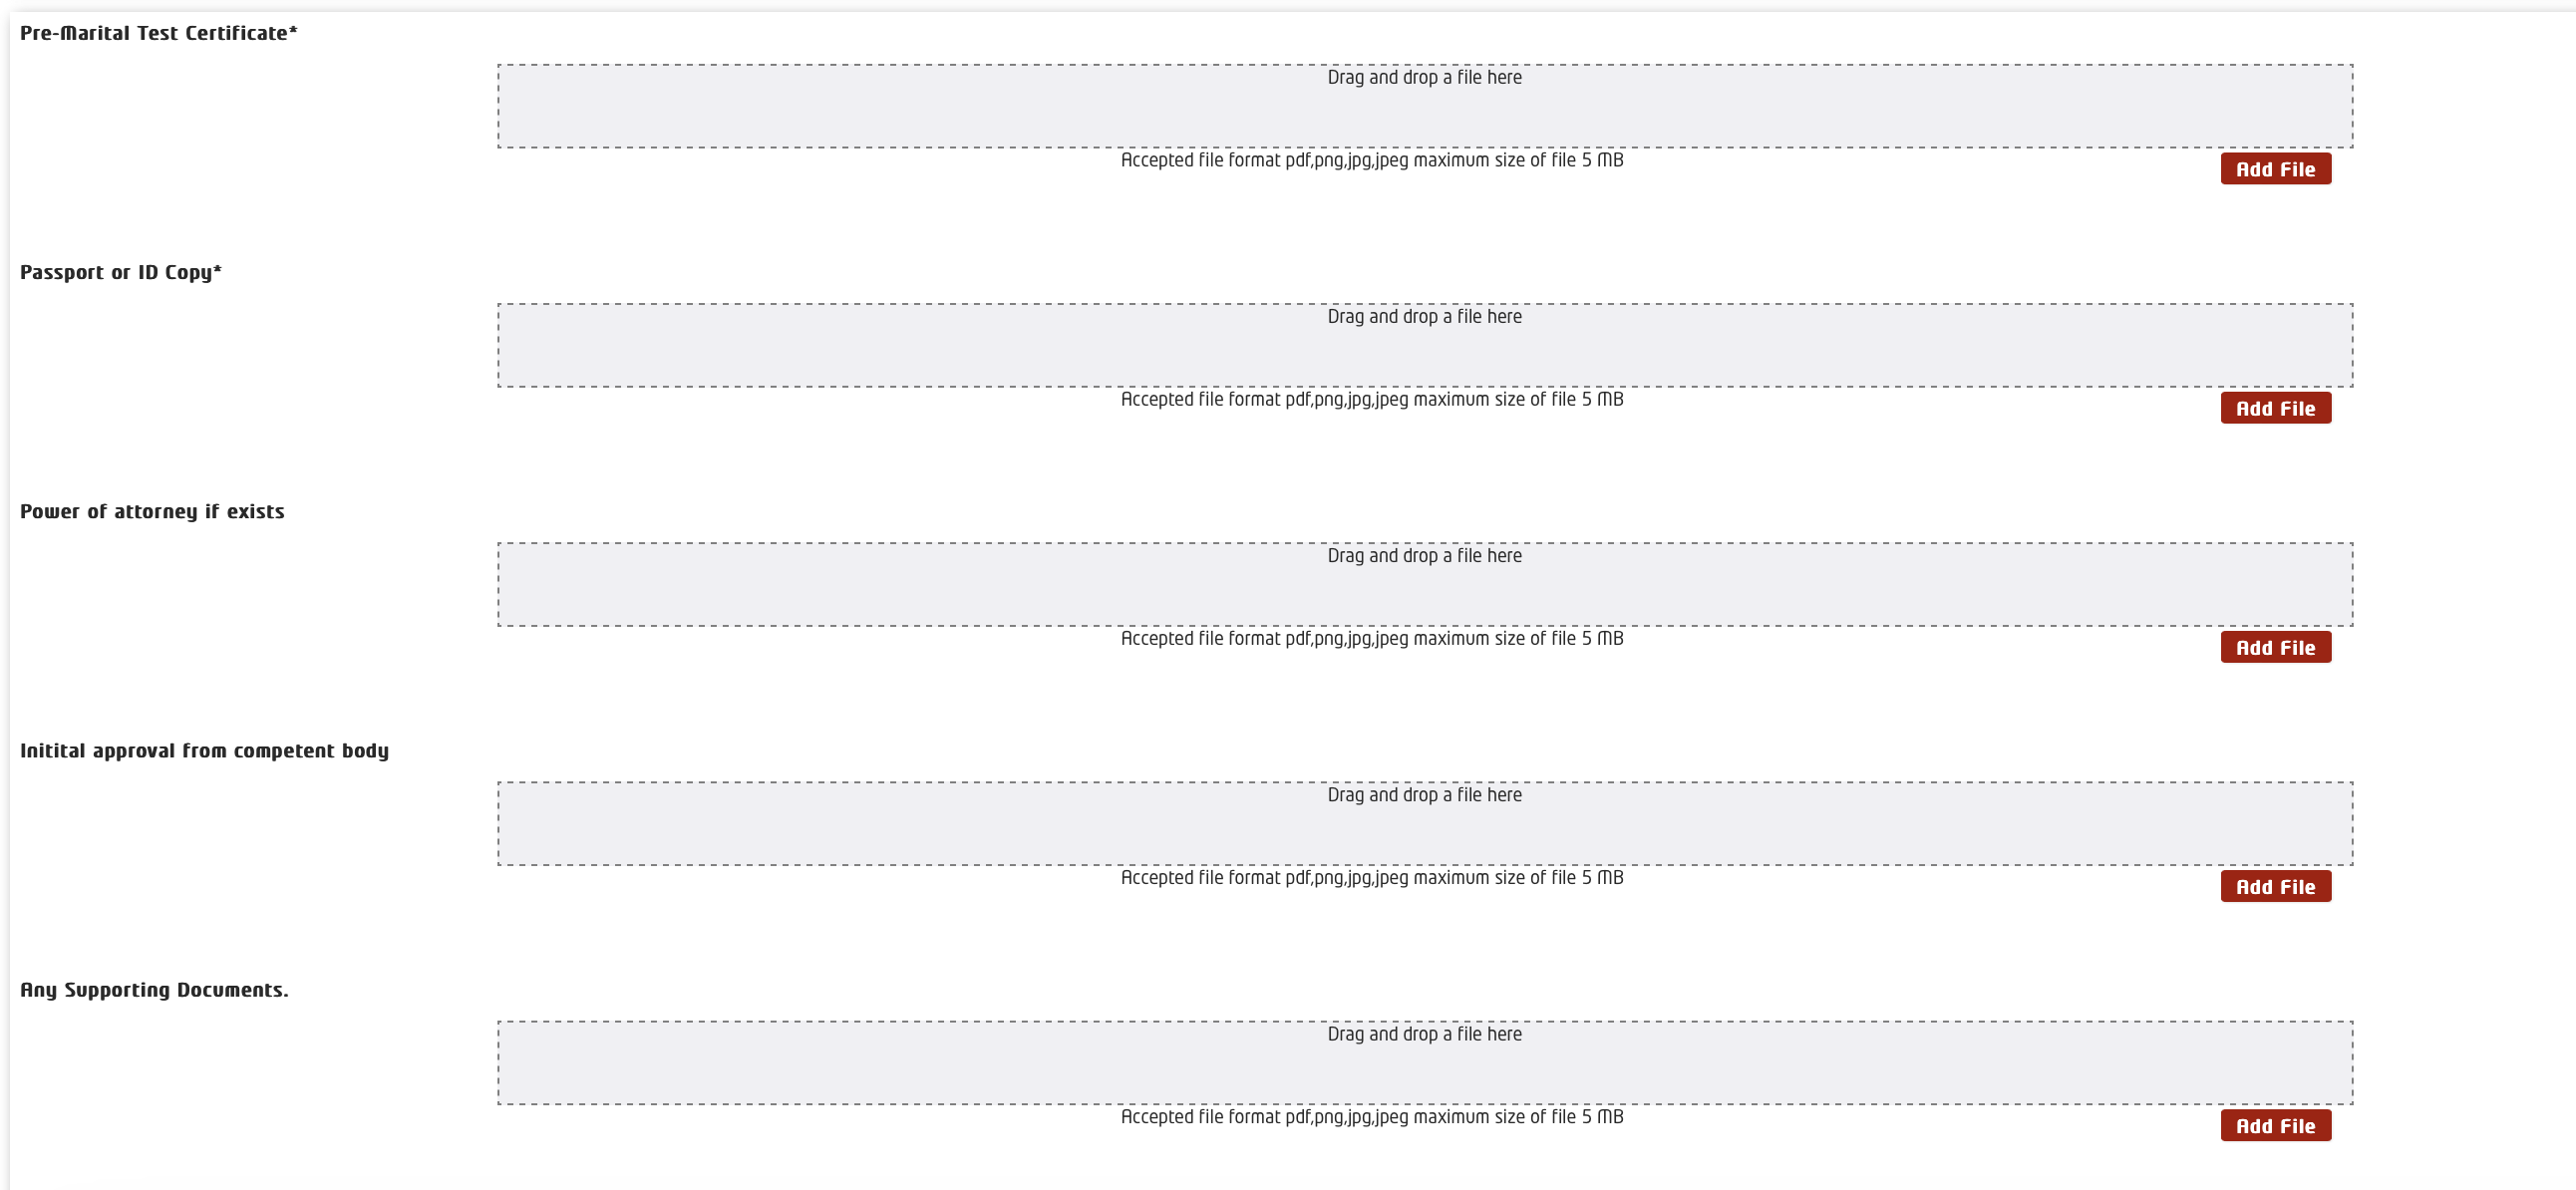 Pre-Marital Test Certificate*
Drag and drop a file here
Accepted file format pdf,png,jpg,jpeg maximum size of file 5 MB
Add File
Passport or ID Copy*
Drag and drop a file here
Accepted file format pdf,png,jpg,jpeg maximum size of file 5 MB
Add File
Power of attorney if exists
Drag and drop a file here
Accepted file format pdf,png,jpg,jpeg maximum size of file 5 MB
Add File
Initital approval from competent body
Drag and drop a file here
Accepted file format pdf,png,jpg,jpeg maximum size of file 5 MB
Add File
Any Supporting Documents.
Drag and drop a file here
Accepted file format pdf,png,jpg,jpeg maximum size of file 5 MB
Add File